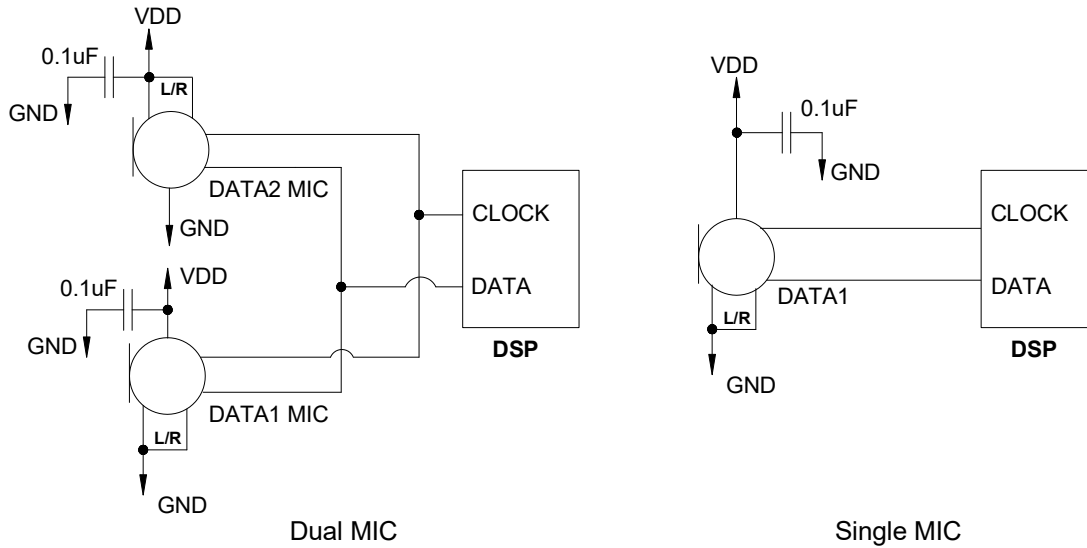 VDD
0.1uF
L/R
GND
DATA2 MIC
GND
CLOCK
DATA
DSP
VDD
0.1uF
GND
DATA1 MIC
L/R
GND
Dual MIC
VDD
0.1uF
GND
CLOCK
DATA
DATA1
L/R
DSP
GND
Single MIC